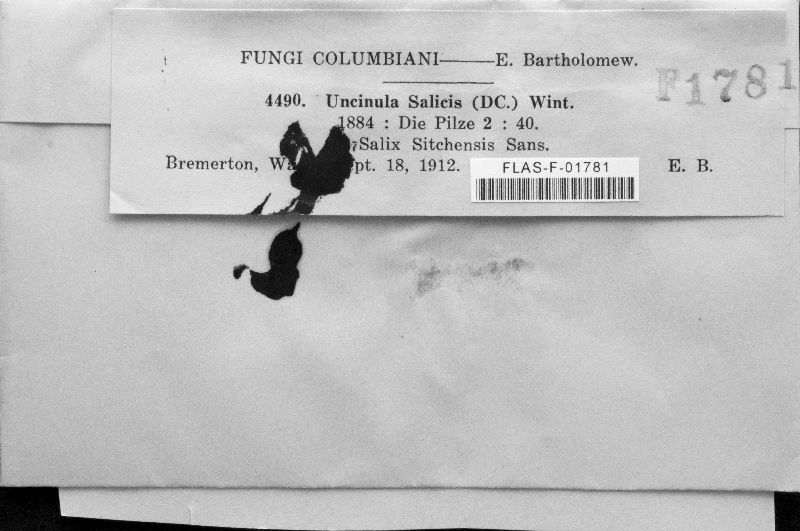 FUNGI COLUMBIANI——E. Bartholomew.
F1781
4490. Uncinula Salicis (DC.) Wint.
1884 : Die Pilze 2 : 40.
Salix Sitchensis Sans.
Bremerton, Wa pt. 18, 1912. E. B.
FLAS-F-01781